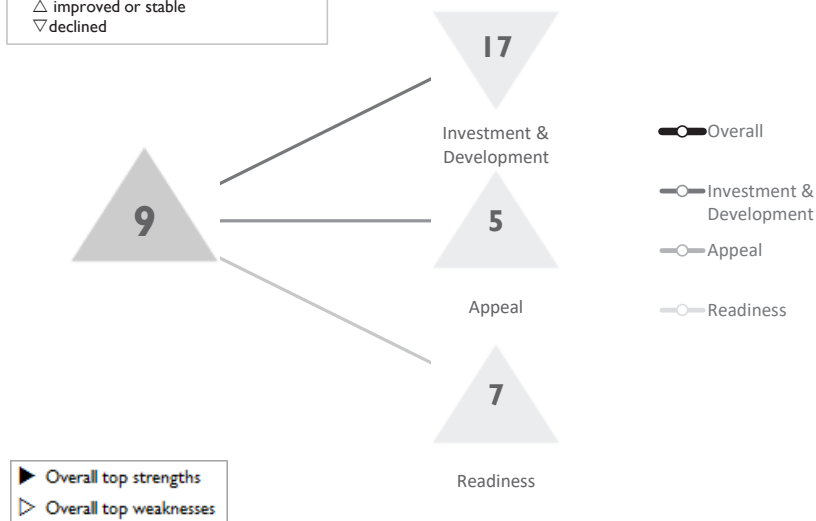 △ improved or stable
▽declined
17
Investment &
Development
9
5
Appeal
7
Readiness
Overall
Investment &
Development
Appeal
Readiness
▶ Overall top strengths
▷ Overall top weaknesses